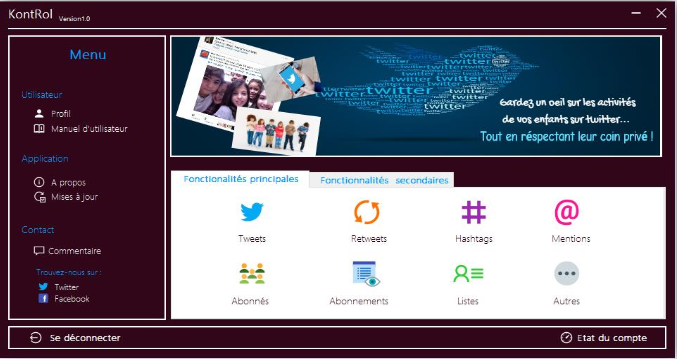 KontRol Version1.0
Menu
Utilisateur
Profil
Manuel d'utilisateur
Application
A propos
Mises à jour
Contact
Commentaire
Trouvez-nous sur :
Twitter
Facebook
twitter
Gardez un oeil sur les activités
de vos enfants sur twitter...
Tout en réspectant leur coin privé !
Fonctionalités principales
Fonctionnalités secondaires
Tweets
Retweets
Hashtags
Mentions
Abonnés
Abonnements
Listes
Autres
Se déconnecter
Etat du compte